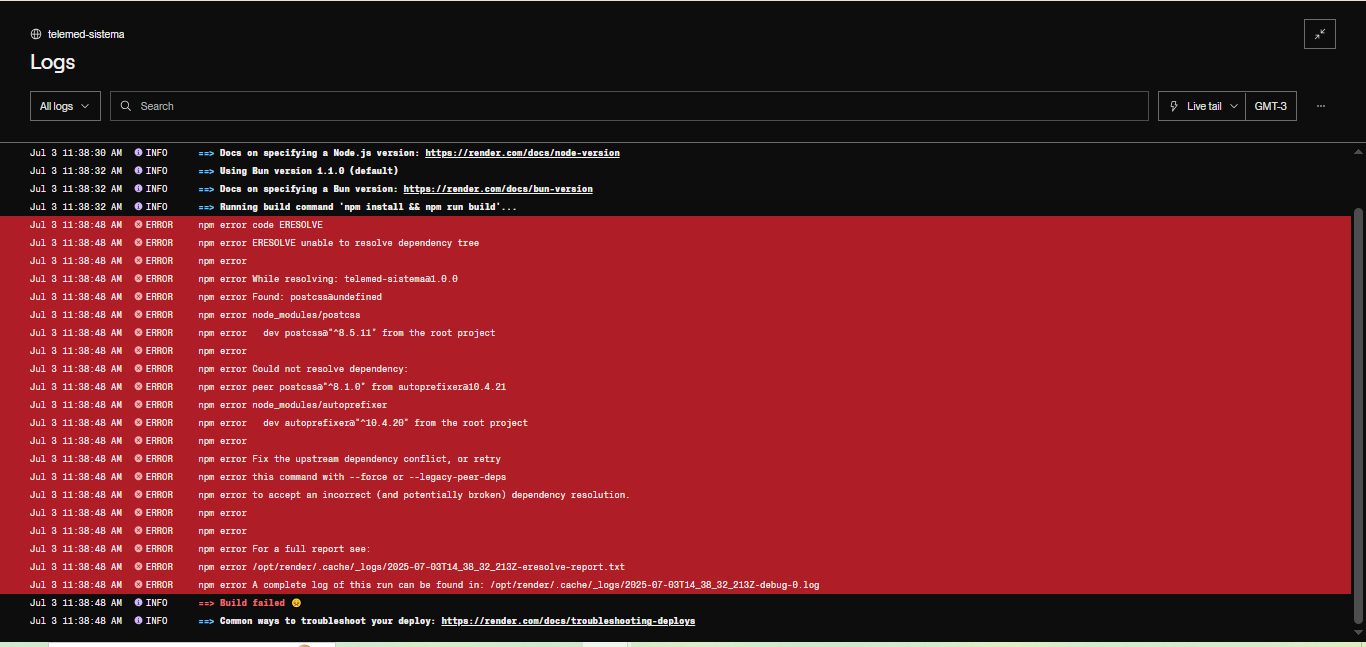 telemed-sistema
Logs
All logs
Search
Live tail
GMT-3
Jul 3 11:38:30 AM INFO ==> Docs on specifying a Node.js version: https://render.com/docs/node-version
Jul 3 11:38:32 AM INFO ==> Using Bun version 1.1.0 (default)
Jul 3 11:38:32 AM INFO ==> Docs on specifying a Bun version: https://render.com/docs/bun-version
Jul 3 11:38:32 AM INFO ==> Running build command 'npm install && npm run build'...
Jul 3 11:38:48 AM ERROR npm error code ERESOLVE
Jul 3 11:38:48 AM ERROR npm error ERESOLVE unable to resolve dependency tree
Jul 3 11:38:48 AM ERROR npm error
Jul 3 11:38:48 AM ERROR npm error While resolving: telemed-sistema@1.0.0
Jul 3 11:38:48 AM ERROR npm error Found: postcss@undefined
Jul 3 11:38:48 AM ERROR npm error node_modules/postcss
Jul 3 11:38:48 AM ERROR npm error   dev postcss@"^8.5.11" from the root project
Jul 3 11:38:48 AM ERROR npm error
Jul 3 11:38:48 AM ERROR npm error Could not resolve dependency:
Jul 3 11:38:48 AM ERROR npm error peer postcss@"^8.1.0" from autoprefixer@10.4.21
Jul 3 11:38:48 AM ERROR npm error node_modules/autoprefixer
Jul 3 11:38:48 AM ERROR npm error   dev autoprefixer@"^10.4.20" from the root project
Jul 3 11:38:48 AM ERROR npm error
Jul 3 11:38:48 AM ERROR npm error Fix the upstream dependency conflict, or retry
Jul 3 11:38:48 AM ERROR npm error this command with --force or --legacy-peer-deps
Jul 3 11:38:48 AM ERROR npm error to accept an incorrect (and potentially broken) dependency resolution.
Jul 3 11:38:48 AM ERROR npm error
Jul 3 11:38:48 AM ERROR npm error
Jul 3 11:38:48 AM ERROR npm error For a full report see:
Jul 3 11:38:48 AM ERROR npm error /opt/render/.cache/_logs/2025-07-03T14_38_32_213Z-eresolve-report.txt
Jul 3 11:38:48 AM ERROR npm error A complete log of this run can be found in: /opt/render/.cache/_logs/2025-07-03T14_38_32_213Z-debug-0.log
Jul 3 11:38:48 AM INFO ==> Build failed 😞
Jul 3 11:38:48 AM INFO ==> Common ways to troubleshoot your deploy: https://render.com/docs/troubleshooting-deploys